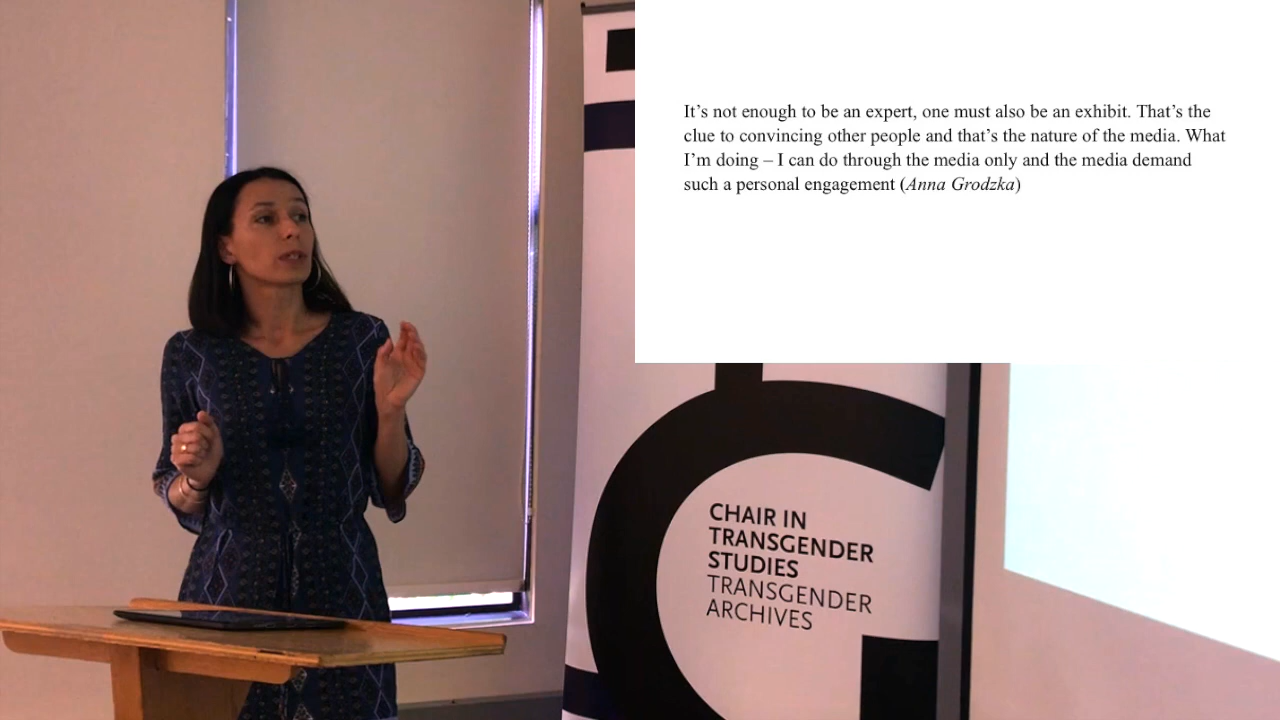 It’s not enough to be an expert, one must also be an exhibit. That’s the
clue to convincing other people and that’s the nature of the media. What
I’m doing – I can do through the media only and the media demand
such a personal engagement (Anna Grodzka)
CHAIR IN
TRANSGENDER
STUDIES
TRANSGENDER
ARCHIVES